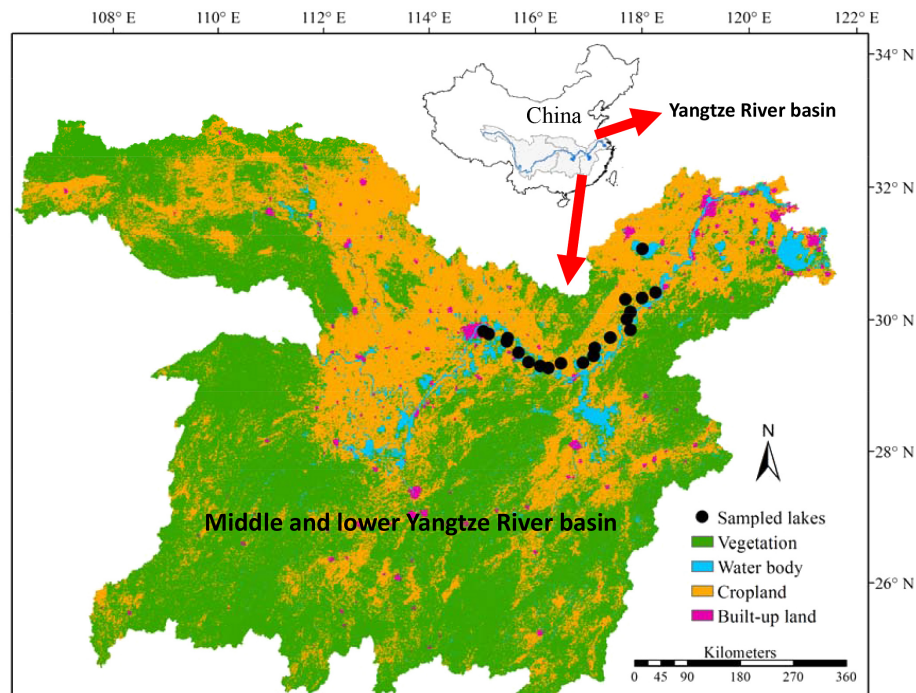 108° E 110° E 112° E 114° E 116° E 118° E 120° E 122° E
34° N
China
Yangtze River basin
32° N
30° N
N
28° N
Sampled lakes
Vegetation
Middle and lower Yangtze River basin
Water body
26° N
Cropland
Built-up land
Kilometers
0 45 90 180 270 360